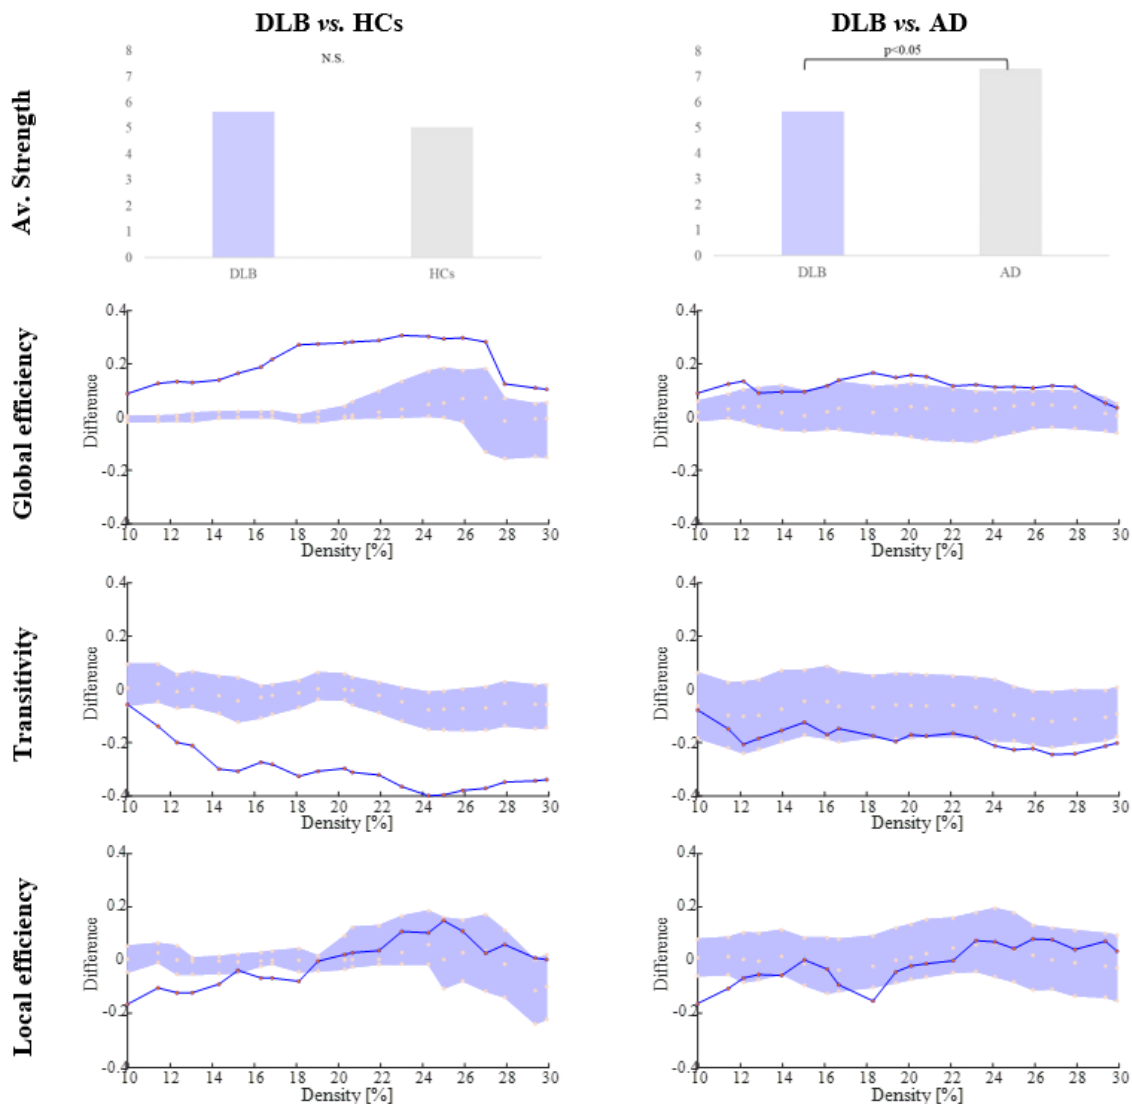 DLB vs. HCs
DLB vs. AD
Av. Strength
8
7
6
5
4
3
2
1
0
N.S.
DLB
HCs
8
7
6
5
4
3
2
1
0
p<0.05
DLB
AD
Global efficiency
0.4
0.2
0
-0.2
-0.4
Difference
10 12 14 16 18 20 22 24 26 28 30
Density [%]
0.4
0.2
0
-0.2
-0.4
Difference
10 12 14 16 18 20 22 24 26 28 30
Density [%]
Transitivity
0.4
0.2
0
-0.2
-0.4
Difference
10 12 14 16 18 20 22 24 26 28 30
Density [%]
0.4
0.2
0
-0.2
-0.4
Difference
10 12 14 16 18 20 22 24 26 28 30
Density [%]
Local efficiency
0.4
0.2
0
-0.2
-0.4
Difference
10 12 14 16 18 20 22 24 26 28 30
Density [%]
0.4
0.2
0
-0.2
-0.4
Difference
10 12 14 16 18 20 22 24 26 28 30
Density [%]